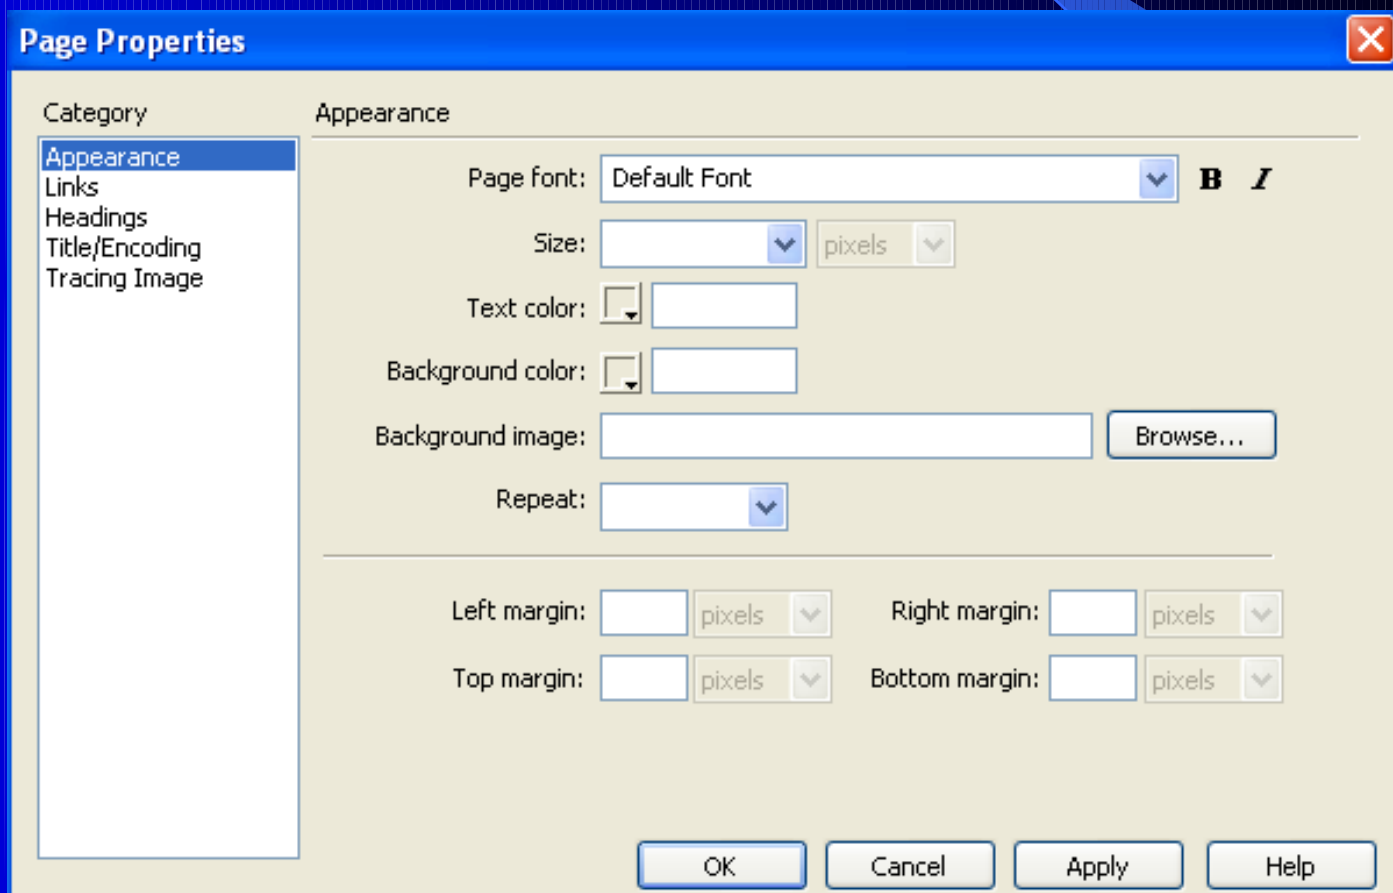 Page Properties
Category
Appearance
Links
Headings
Title/Encoding
Tracing Image
Appearance
Page font: Default Font B I
Size: pixels
Text color:
Background color:
Background image: Browse...
Repeat:
Left margin: pixels Right margin: pixels
Top margin: pixels Bottom margin: pixels
OK Cancel Apply Help